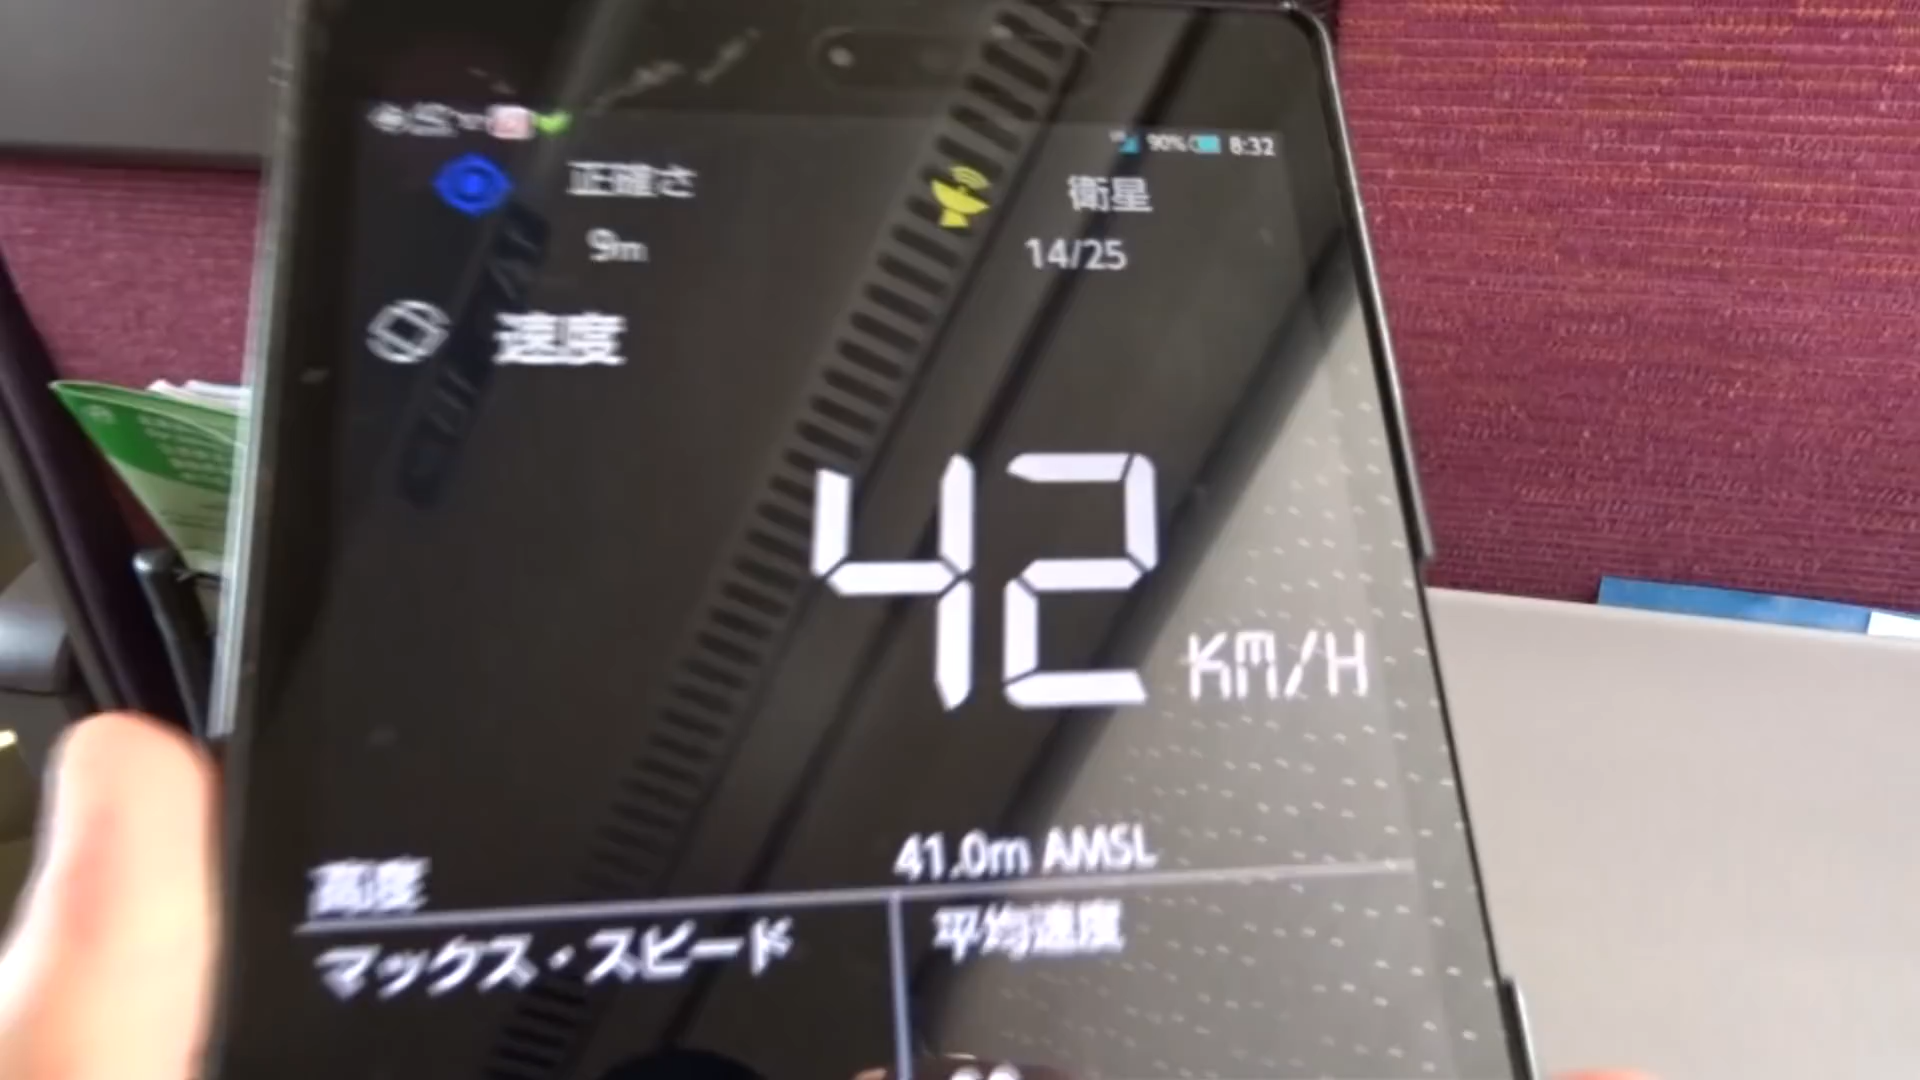 90% 8:32
正確さ
衛星
9m
14/25
速度
42 KM/H
高度
41.0m AMSL
マックス・スピード
平均速度